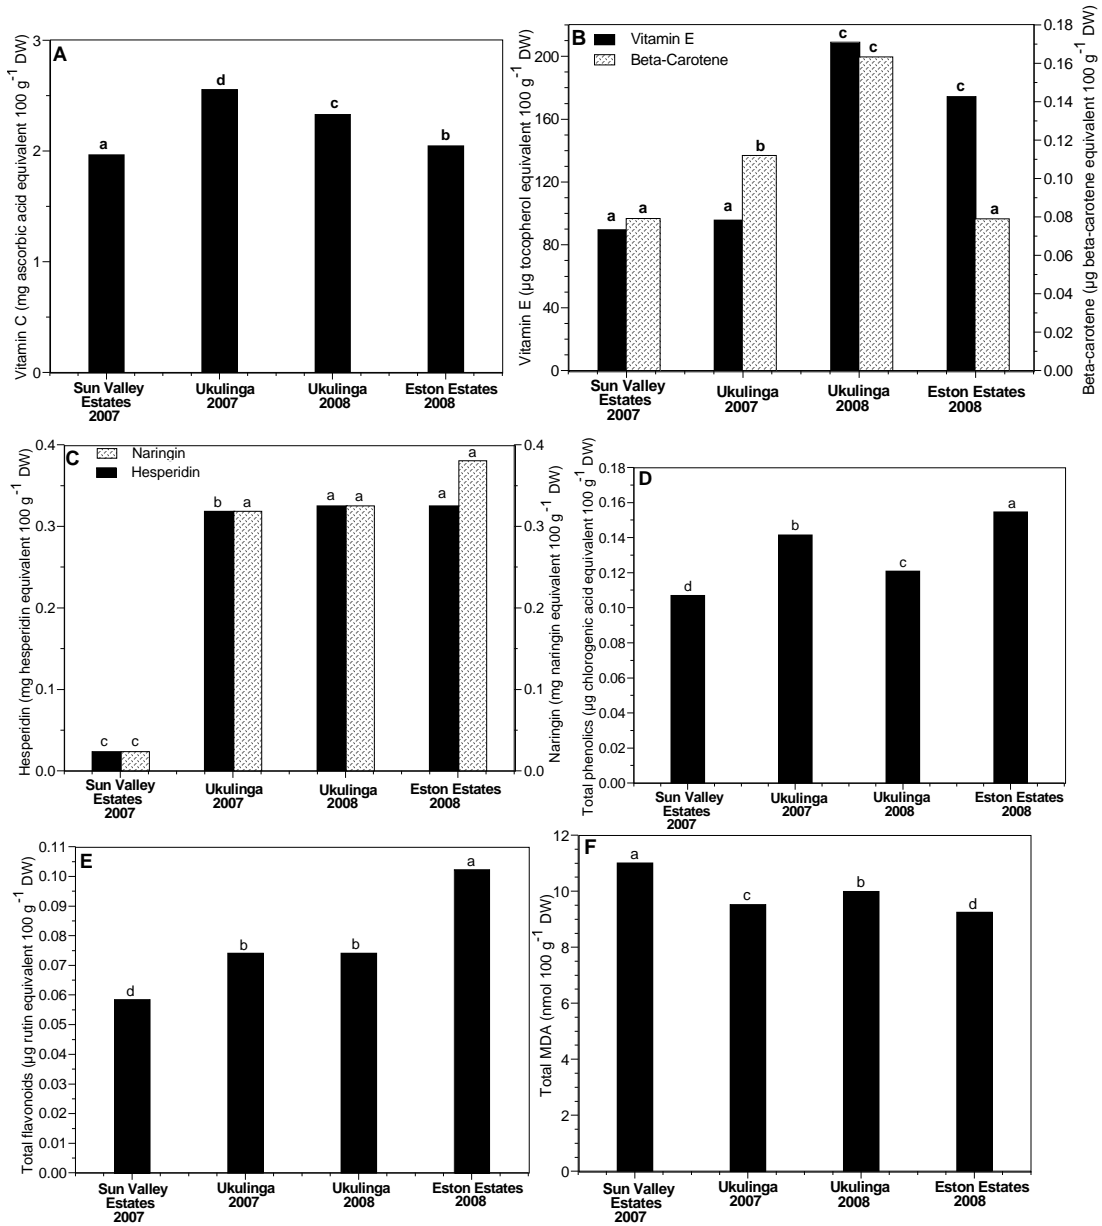 A
Vitamin C (mg ascorbic acid equivalent 100 g⁻¹ DW)
3
2
1
0
a
d
c
b
Sun Valley
Estates
2007
Ukulinga
2007
Ukulinga
2008
Eston Estates
2008
B
Vitamin E
Beta-Carotene
Vitamin E (µg tocopherol equivalent 100 g⁻¹ DW)
200
160
120
80
40
0
a
a
a
b
c
c
c
a
0.18
0.16
0.14
0.12
0.10
0.08
0.06
0.04
0.02
0.00
Beta-carotene (µg beta-carotene equivalent 100 g⁻¹ DW)
Sun Valley
Estates
2007
Ukulinga
2007
Ukulinga
2008
Eston Estates
2008
C
Naringin
Hesperidin
Hesperidin (mg hesperidin equivalent 100 g⁻¹ DW)
0.4
0.3
0.2
0.1
0.0
c
c
b
a
a
a
a
a
0.4
0.3
0.2
0.1
0.0
Naringin (mg naringin equivalent 100 g⁻¹ DW)
Sun Valley
Estates
2007
Ukulinga
2007
Ukulinga
2008
Eston Estates
2008
D
Total phenolics (µg chlorogenic acid equivalent 100 g⁻¹ DW)
0.18
0.16
0.14
0.12
0.10
0.08
0.06
0.04
0.02
0.00
d
b
c
a
Sun Valley
Estates
2007
Ukulinga
2007
Ukulinga
2008
Eston Estates
2008
E
Total flavonoids (µg rutin equivalent 100 g⁻¹ DW)
0.11
0.10
0.09
0.08
0.07
0.06
0.05
0.04
0.03
0.02
0.01
0.00
d
b
b
a
Sun Valley
Estates
2007
Ukulinga
2007
Ukulinga
2008
Eston Estates
2008
F
Total MDA (nmol 100 g⁻¹ DW)
12
10
8
6
4
2
0
a
c
b
d
Sun Valley
Estates
2007
Ukulinga
2007
Ukulinga
2008
Eston Estates
2008